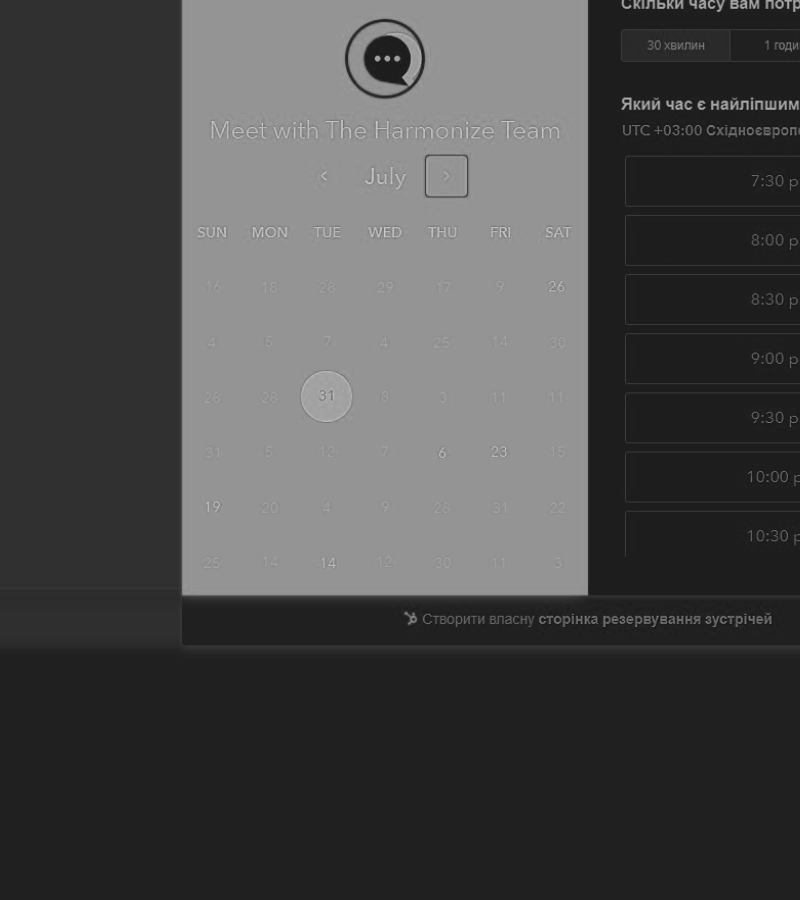 Meet with The Harmonize Team
‹ July ›
SUN MON TUE WED THU FRI SAT
16 18 28 29 17 9 26
4 5 7 4 25 14 30
28 28 31 8 3 11 11
31 5 12 7 6 23 15
19 20 4 9 26 31 22
25 14 14 12 30 11 3
Скільки часу вам
30 хвилин 1
Який час є найліпшим
UTC +03:00
7:30 p
8:00 p
8:30 p
9:00 p
9:30 p
10:00 p
10:30 p
Створити власну сторінка резервування зустрічей